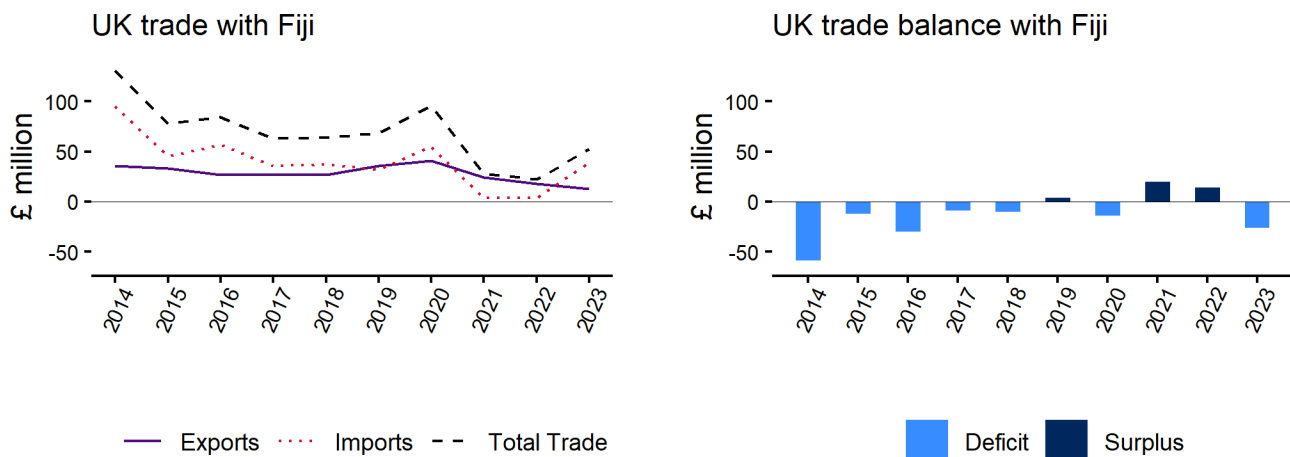 UK trade with Fiji
£ million
100
50
0
-50
2014 2015 2016 2017 2018 2019 2020 2021 2022 2023
Exports Imports Total Trade
UK trade balance with Fiji
£ million
100
50
0
-50
2014 2015 2016 2017 2018 2019 2020 2021 2022 2023
Deficit Surplus